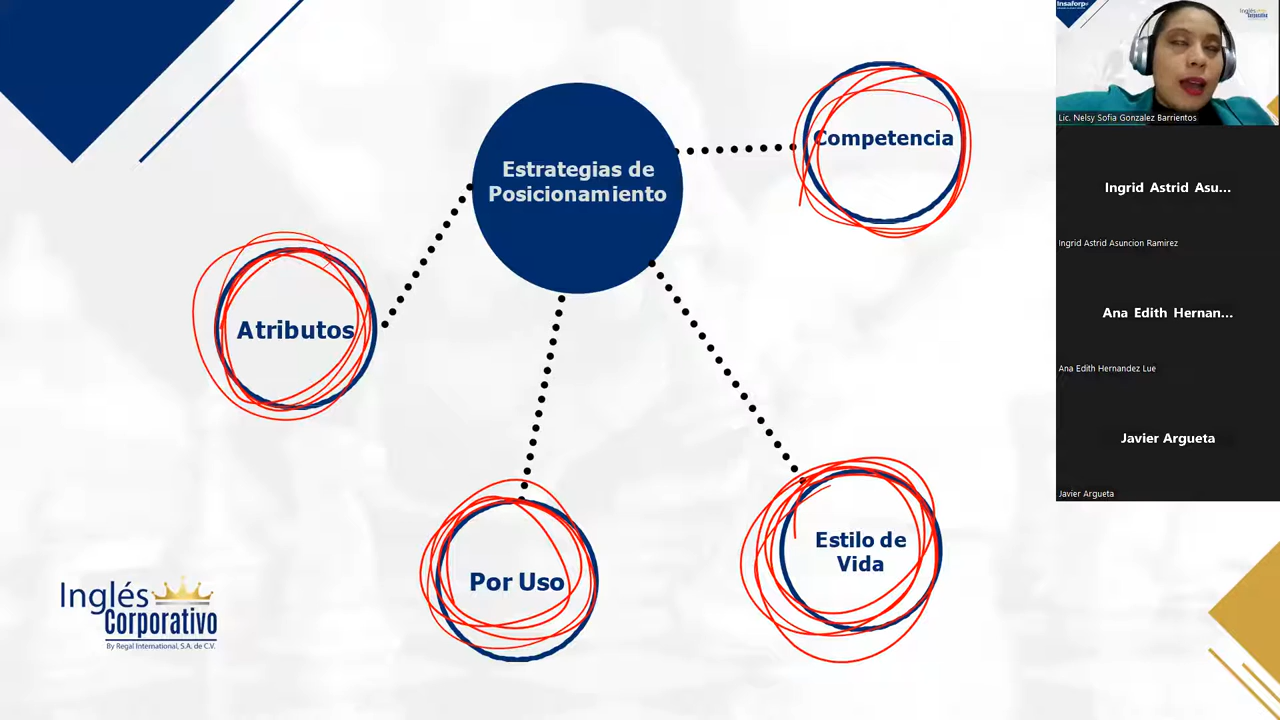 Estrategias de
Posicionamiento
Competencia
Atributos
Por Uso
Estilo de
Vida
Inglés
Corporativo
By Regal International, S.A. de C.V.
Insaforp
Lic. Nelsy Sofia Gonzalez Barrientos
Ingrid Astrid Asu...
Ingrid Astrid Asuncion Ramirez
Ana Edith Hernan...
Ana Edith Hernandez Lue
Javier Argueta
Javier Argueta